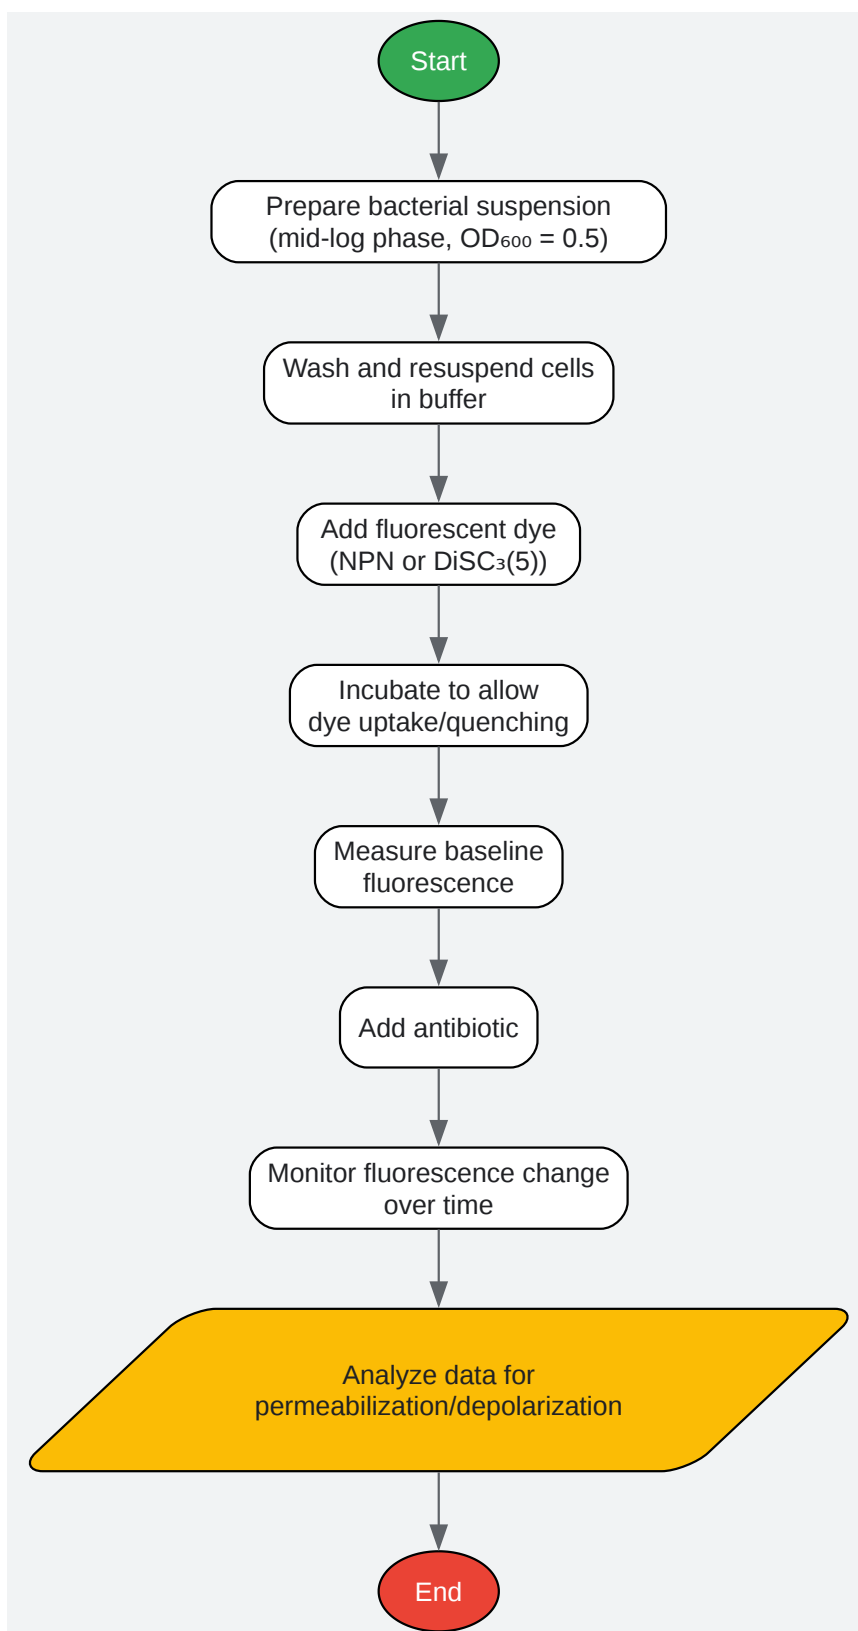 Start
Prepare bacterial suspension
(mid-log phase, OD₆₀₀ = 0.5)
Wash and resuspend cells
in buffer
Add fluorescent dye
(NPN or DiSC₃(5))
Incubate to allow
dye uptake/quenching
Measure baseline
fluorescence
Add antibiotic
Monitor fluorescence change
over time
Analyze data for
permeabilization/depolarization
End